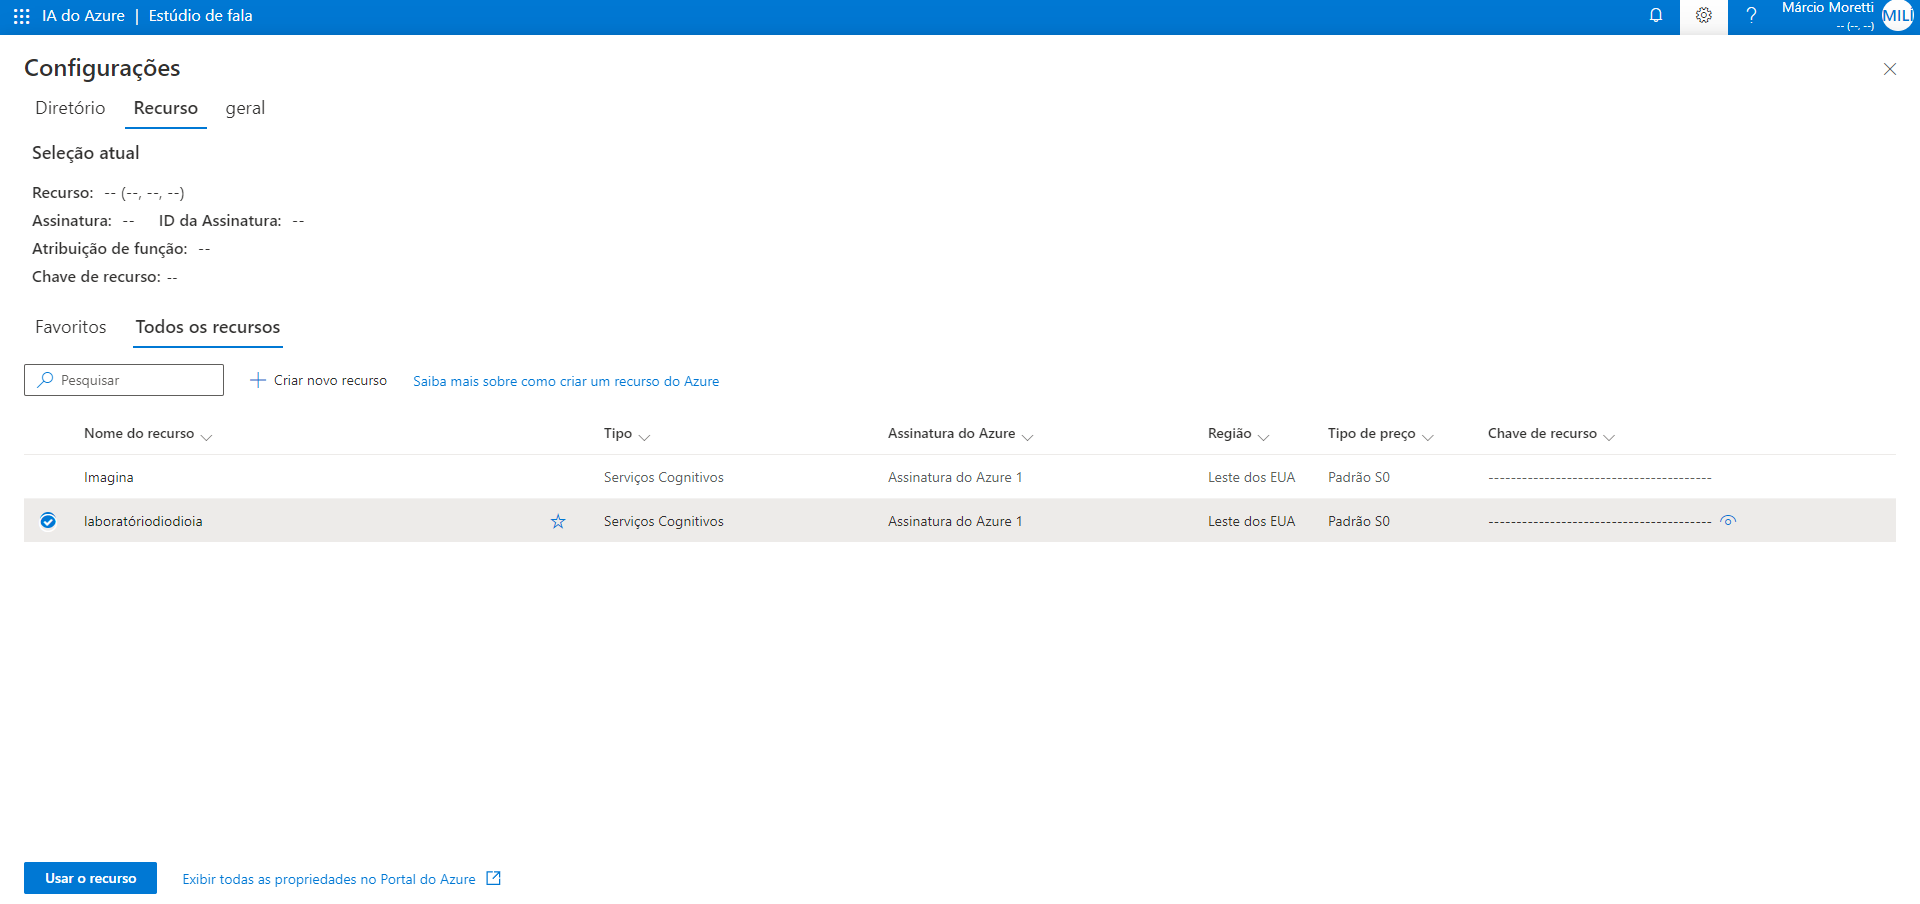 IA do Azure | Estúdio de fala
Márcio Moretti
-- (--, --)
MILI
Configurações
Diretório Recurso geral
Seleção atual
Recurso: -- (--, --, --)
Assinatura: -- ID da Assinatura: --
Atribuição de função: --
Chave de recurso: --
Favoritos Todos os recursos
Pesquisar Criar novo recurso Saiba mais sobre como criar um recurso do Azure
Nome do recurso Tipo Assinatura do Azure Região Tipo de preço Chave de recurso
Imagina Serviços Cognitivos Assinatura do Azure 1 Leste dos EUA Padrão S0 ----------------------------------------
laboratóriodiodioia Serviços Cognitivos Assinatura do Azure 1 Leste dos EUA Padrão S0 ----------------------------------------
Usar o recurso Exibir todas as propriedades no Portal do Azure